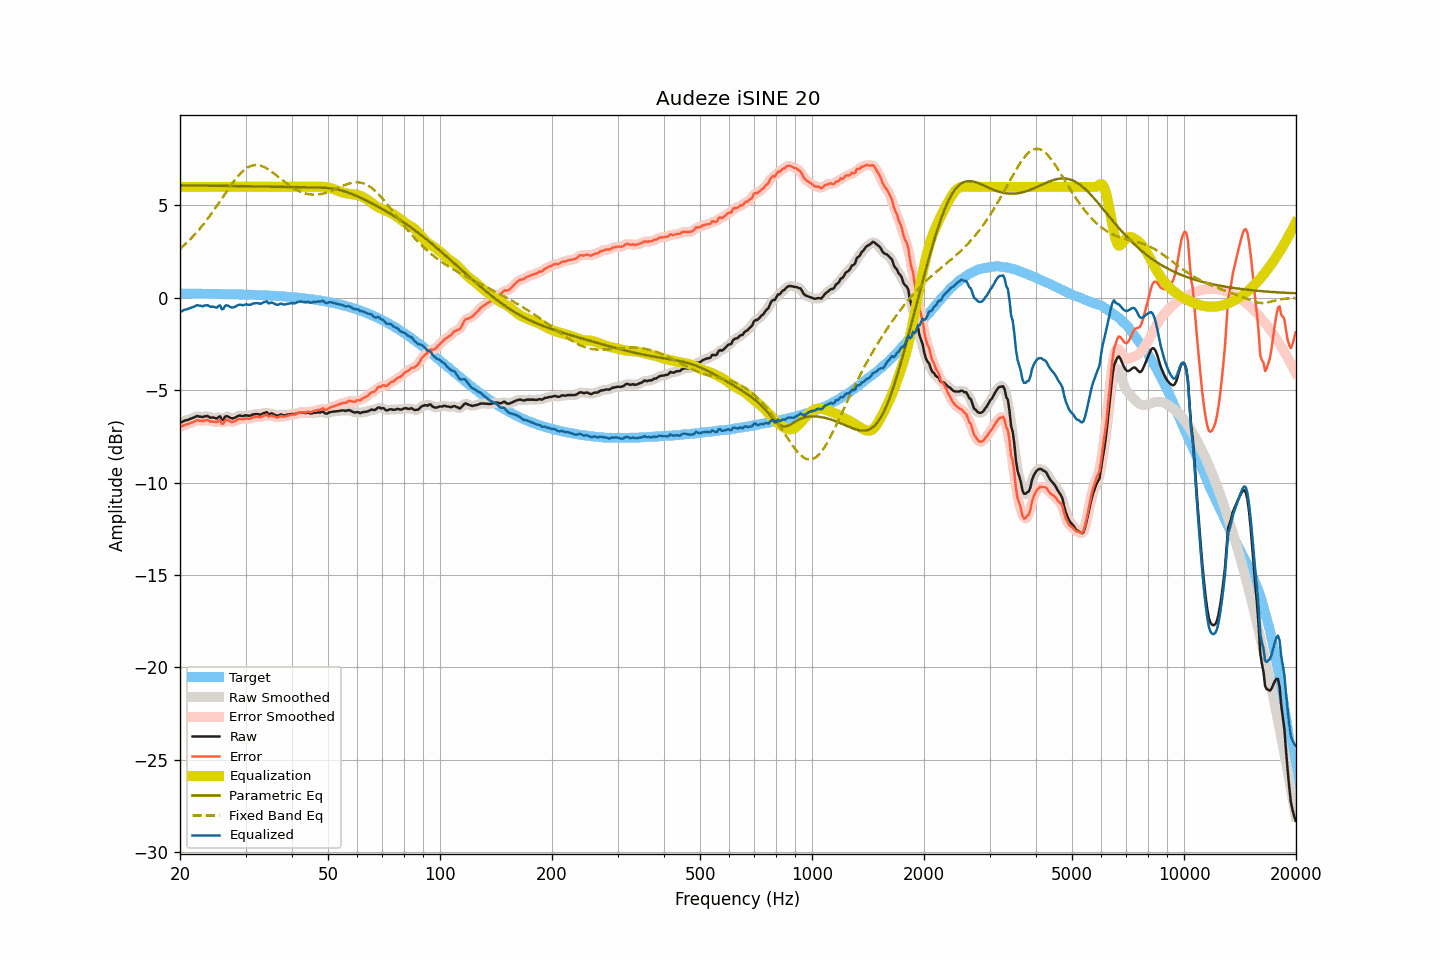 Audeze iSINE 20
Amplitude (dBr)
5
0
−5
−10
−15
−20
−25
−30
Target
Raw Smoothed
Error Smoothed
Raw
Error
Equalization
Parametric Eq
Fixed Band Eq
Equalized
20 50 100 200 500 1000 2000 5000 10000 20000
Frequency (Hz)